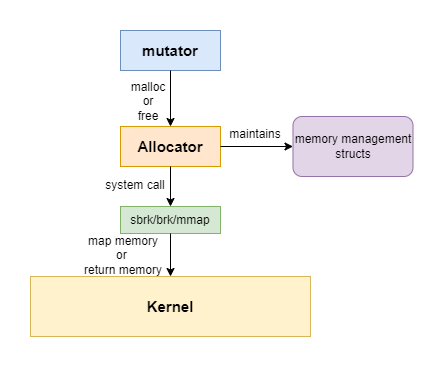 mutator
malloc
or
free
Allocator
maintains
memory management
structs
system call
sbrk/brk/mmap
map memory
or
return memory
Kernel